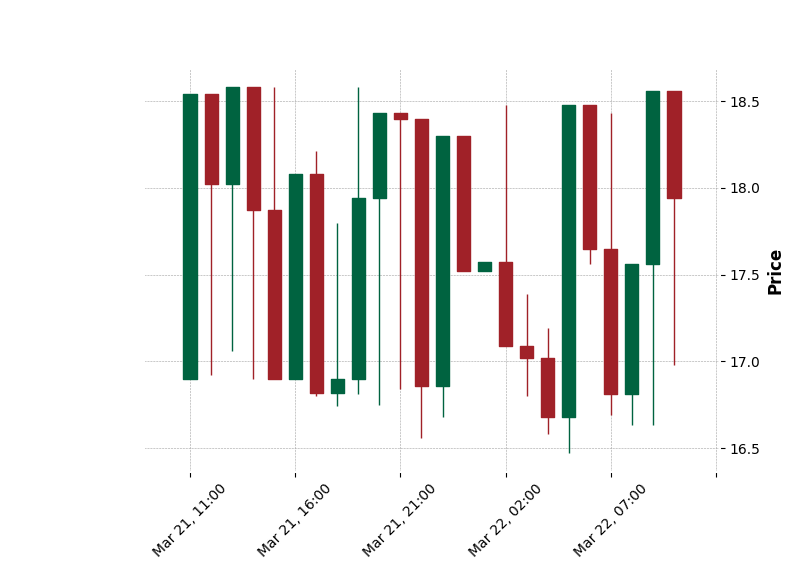 18.5
18.0
17.5
17.0
16.5
Price
Mar 21, 11:00
Mar 21, 16:00
Mar 21, 21:00
Mar 22, 02:00
Mar 22, 07:00